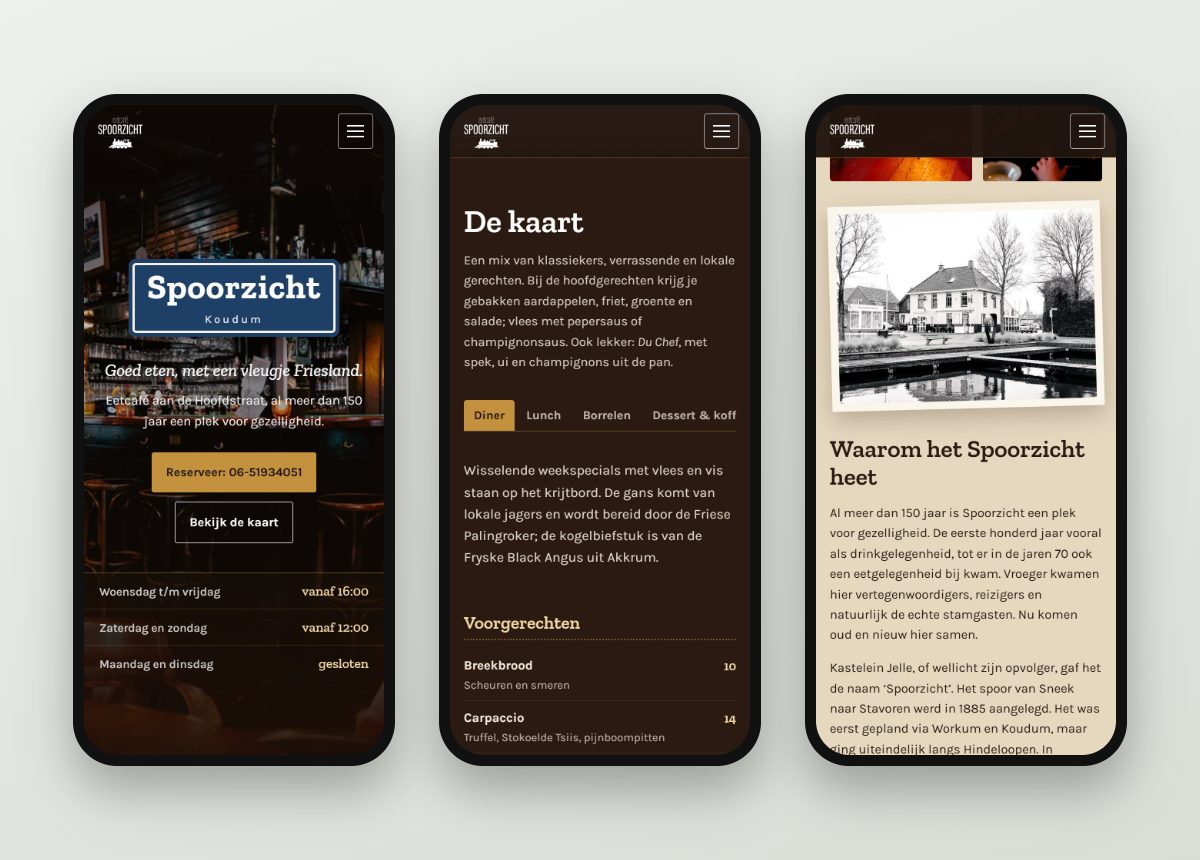 eetcafé
SPOORZICHT
Spoorzicht
Koudum
Goed eten, met een vleugje Friesland.
Eetcafé aan de Hoofdstraat, al meer dan 150
jaar een plek voor gezelligheid.
Reserveer: 06-51934051
Bekijk de kaart
Woensdag t/m vrijdag vanaf 16:00
Zaterdag en zondag vanaf 12:00
Maandag en dinsdag gesloten
eetcafé
SPOORZICHT
De kaart
Een mix van klassiekers, verrassende en lokale
gerechten. Bij de hoofdgerechten krijg je
gebakken aardappelen, friet, groente en
salade; vlees met pepersaus of
champignonsaus. Ook lekker: Du Chef, met
spek, ui en champignons uit de pan.
Diner Lunch Borrelen Dessert & koff
Wisselende weekspecials met vlees en vis
staan op het krijtbord. De gans komt van
lokale jagers en wordt bereid door de Friese
Palingroker; de kogelbiefstuk is van de
Fryske Black Angus uit Akkrum.
Voorgerechten
Breekbrood 10
Scheuren en smeren
Carpaccio 14
Truffel, Stokoelde Tsiis, pijnboompitten
eetcafé
SPOORZICHT
Waarom het Spoorzicht
heet
Al meer dan 150 jaar is Spoorzicht een plek
voor gezelligheid. De eerste honderd jaar vooral
als drinkgelegenheid, tot er in de jaren 70 ook
een eetgelegenheid bij kwam. Vroeger kwamen
hier vertegenwoordigers, reizigers en
natuurlijk de echte stamgasten. Nu komen
oud en nieuw hier samen.
Kastelein Jelle, of wellicht zijn opvolger, gaf het
de naam ‘Spoorzicht’. Het spoor van Sneek
naar Stavoren werd in 1885 aangelegd. Het was
eerst gepland via Workum en Koudum, maar
ging uiteindelijk langs Hindeloopen. In